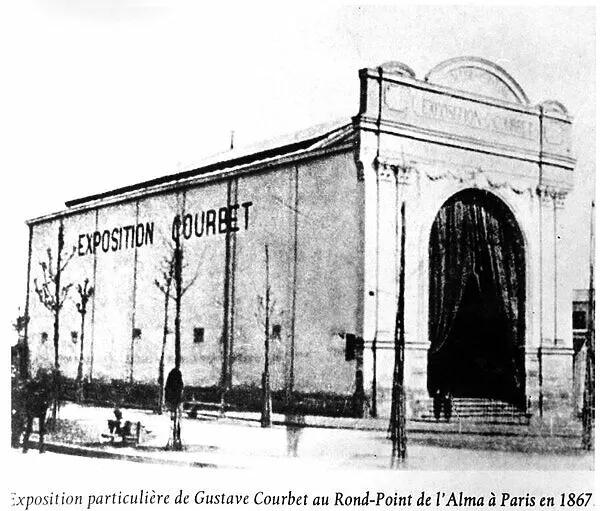 EXPOSITION COURBET
EXPOSITION COURBET
Exposition particulière de Gustave Courbet au Rond-Point de l'Alma à Paris en 1867.